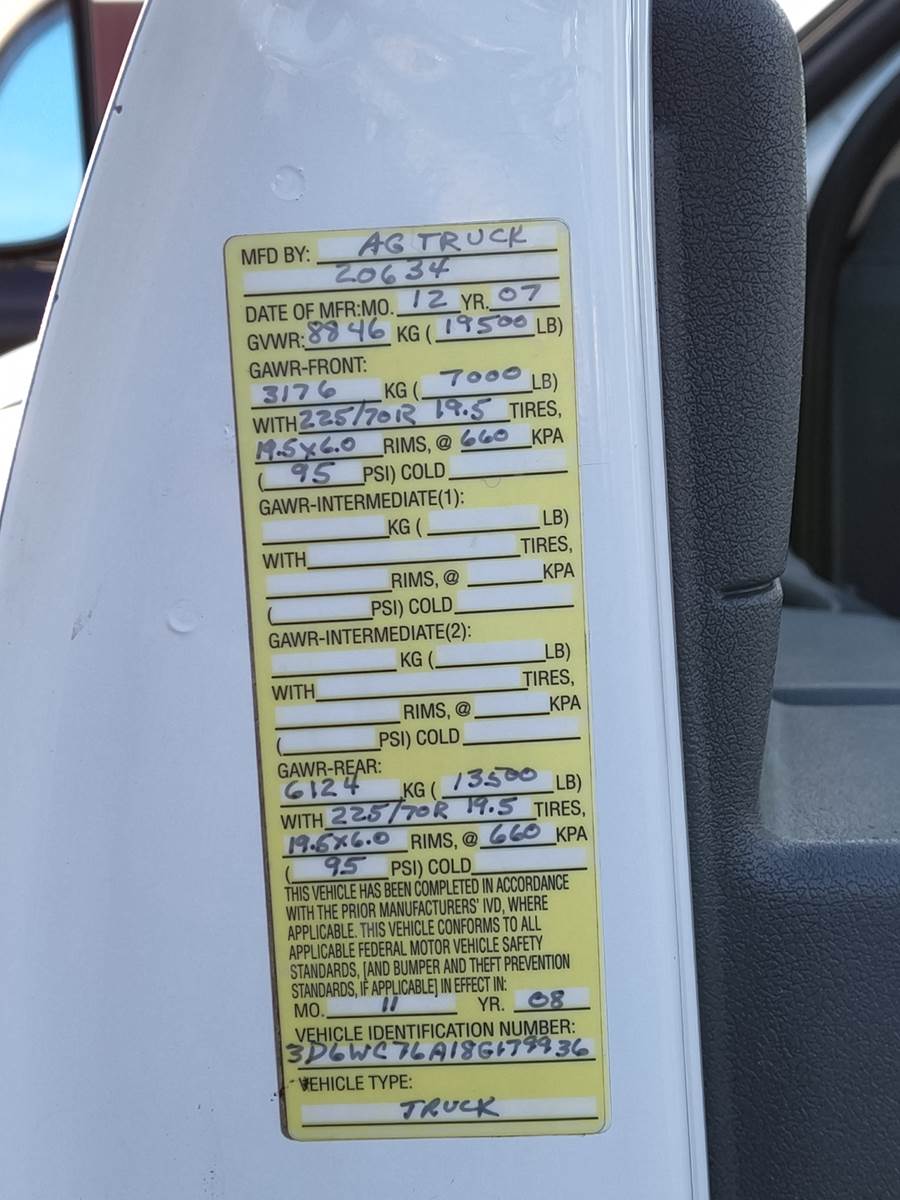 MFD BY: AG TRUCK
20634
DATE OF MFR:MO. 12 YR. 07
GVWR: 8846 KG ( 19500 LB)
GAWR-FRONT:
3176 KG ( 7000 LB)
WITH 225/70R 19.5 TIRES,
19.5x6.0 RIMS, @ 660 KPA
( 95 PSI) COLD
GAWR-INTERMEDIATE(1):
KG ( LB)
WITH TIRES,
RIMS, @ KPA
( PSI) COLD
GAWR-INTERMEDIATE(2):
KG ( LB)
WITH TIRES,
RIMS, @ KPA
( PSI) COLD
GAWR-REAR:
6124 KG ( 13500 LB)
WITH 225/70R 19.5 TIRES,
19.5X6.0 RIMS, @ 660 KPA
( 95 PSI) COLD
THIS VEHICLE HAS BEEN COMPLETED IN ACCORDANCE
WITH THE PRIOR MANUFACTURERS' IVD, WHERE
APPLICABLE. THIS VEHICLE CONFORMS TO ALL
APPLICABLE FEDERAL MOTOR VEHICLE SAFETY
STANDARDS, [AND BUMPER AND THEFT PREVENTION
STANDARDS, IF APPLICABLE] IN EFFECT IN:
MO. 11 YR. 08
VEHICLE IDENTIFICATION NUMBER:
3D6WC76A18G179936
VEHICLE TYPE:
TRUCK